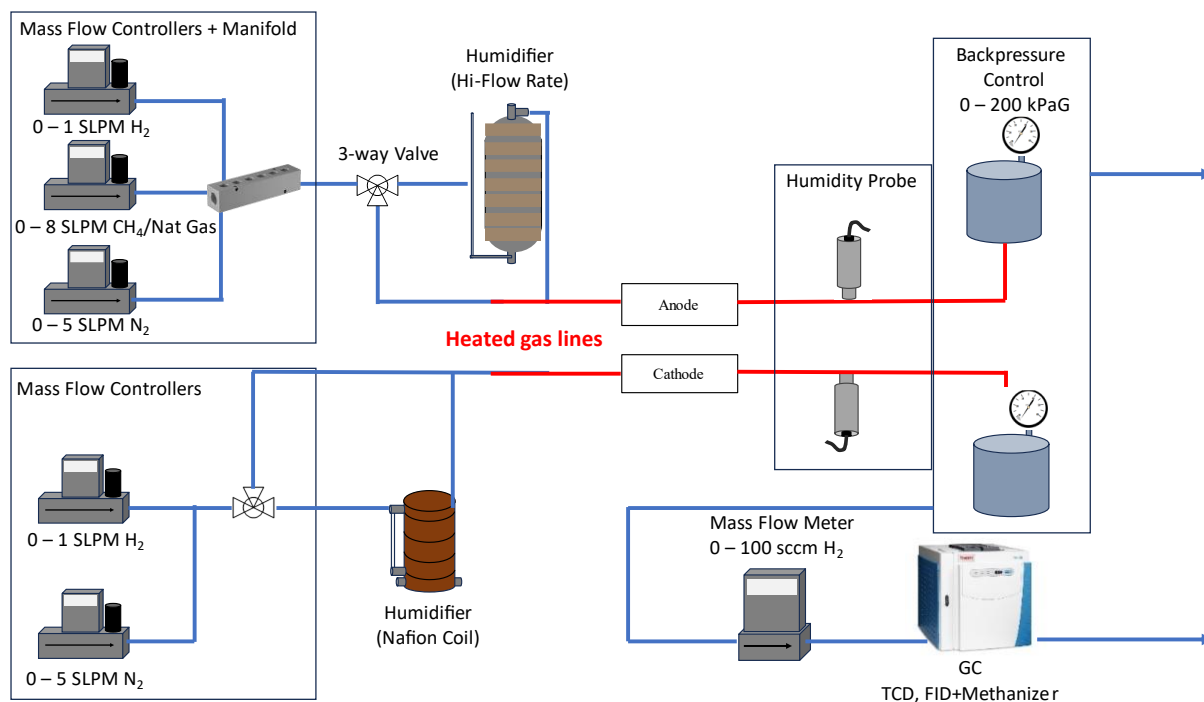 Mass Flow Controllers + Manifold
0 – 1 SLPM H₂
0 – 8 SLPM CH₄/Nat Gas
0 – 5 SLPM N₂
3-way Valve
Humidifier
(Hi-Flow Rate)
Humidity Probe
Backpressure
Control
0 – 200 kPaG
Anode
Heated gas lines
Cathode
Mass Flow Controllers
0 – 1 SLPM H₂
0 – 5 SLPM N₂
Humidifier
(Nafion Coil)
Mass Flow Meter
0 – 100 sccm H₂
GC
TCD, FID+Methanizer